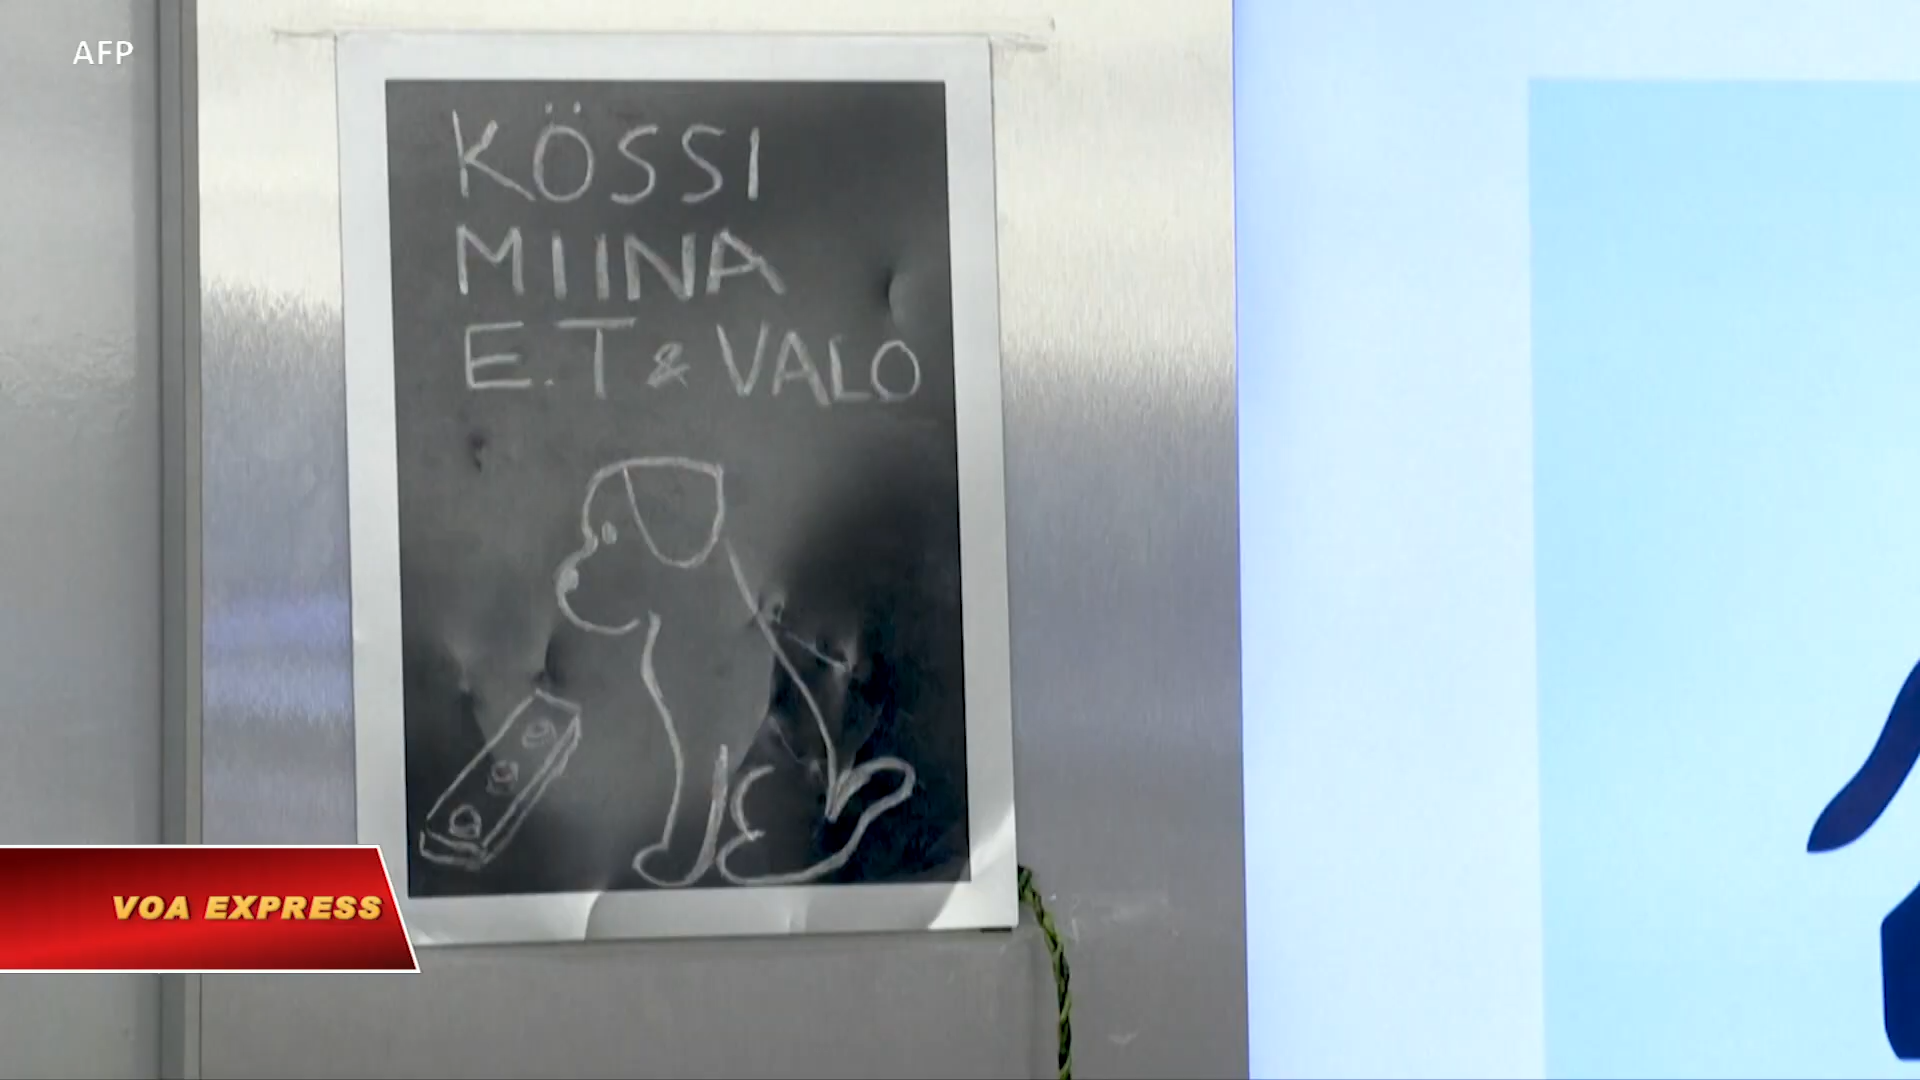 AFP
KÖSSI
MIINA
E.T & VALO
VOA EXPRESS